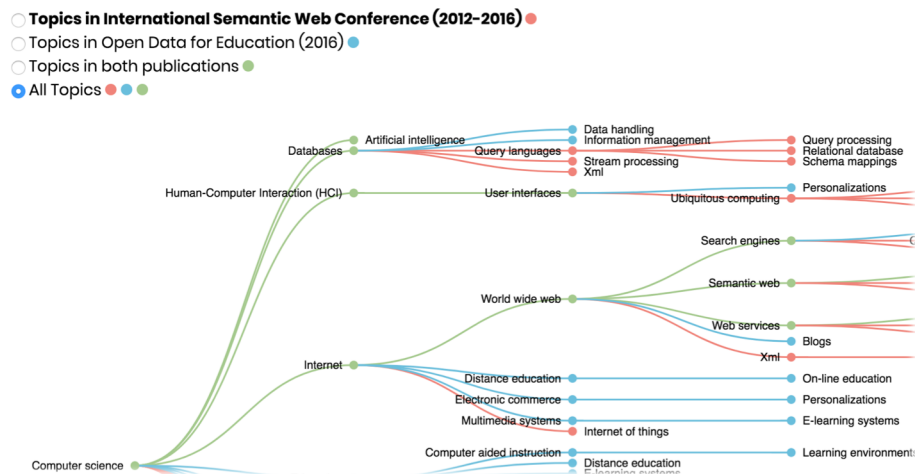 Topics in International Semantic Web Conference (2012-2016)
Topics in Open Data for Education (2016)
Topics in both publications
All Topics
Data handling
Artificial intelligence
Information management
Query processing
Databases
Query languages
Relational database
Stream processing
Schema mappings
Xml
Human-Computer Interaction (HCI)
User interfaces
Personalizations
Ubiquitous computing
Search engines
Semantic web
World wide web
Web services
Blogs
Xml
Internet
Distance education
On-line education
Electronic commerce
Personalizations
Multimedia systems
E-learning systems
Internet of things
Computer aided instruction
Learning environment
Computer science
Distance education
E-learning systems